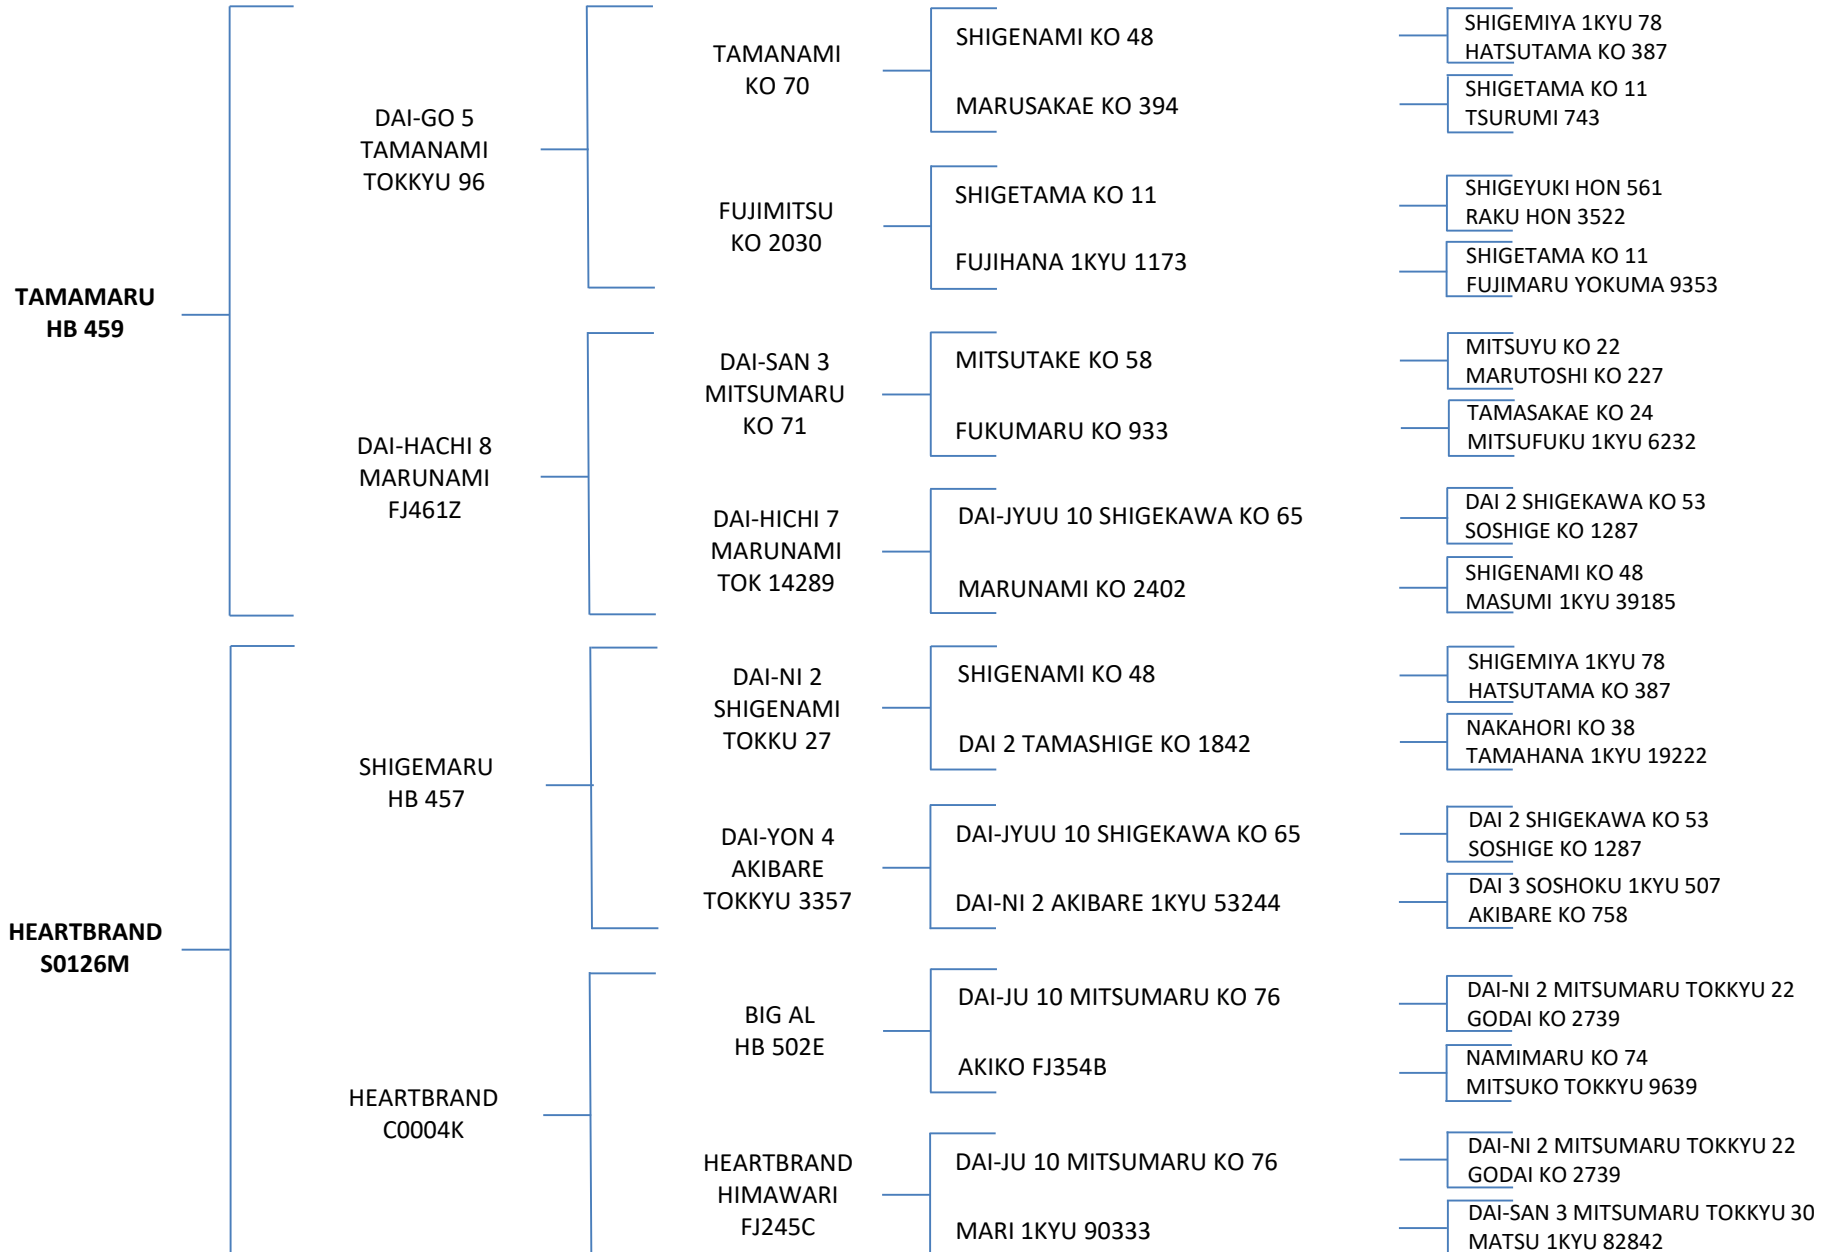 TAMAMARU
HB 459
DAI-GO 5
TAMANAMI
TOKKYU 96
DAI-HACHI 8
MARUNAMI
FJ461Z
TAMANAMI
KO 70
FUJIMITSU
KO 2030
DAI-SAN 3
MITSUMARU
KO 71
DAI-HICHI 7
MARUNAMI
TOK 14289
SHIGENAMI KO 48
MARUSAKAE KO 394
SHIGETAMA KO 11
FUJIHANA 1KYU 1173
MITSUTAKE KO 58
FUKUMARU KO 933
DAI-JYUU 10 SHIGEKAWA KO 65
MARUNAMI KO 2402
SHIGEMIYA 1KYU 78
HATSUTAMA KO 387
SHIGETAMA KO 11
TSURUMI 743
SHIGEYUKI HON 561
RAKU HON 3522
SHIGETAMA KO 11
FUJIMARU YOKUMA 9353
MITSUYU KO 22
MARUTOSHI KO 227
TAMASAKAE KO 24
MITSUFUKU 1KYU 6232
DAI 2 SHIGEKAWA KO 53
SOSHIGE KO 1287
SHIGENAMI KO 48
MASUMI 1KYU 39185
HEARTBRAND
S0126M
SHIGEMARU
HB 457
HEARTBRAND
C0004K
DAI-NI 2
SHIGENAMI
TOKKU 27
DAI-YON 4
AKIBARE
TOKKYU 3357
BIG AL
HB 502E
HEARTBRAND
HIMAWARI
FJ245C
SHIGENAMI KO 48
DAI 2 TAMASHIGE KO 1842
DAI-JYUU 10 SHIGEKAWA KO 65
DAI-NI 2 AKIBARE 1KYU 53244
DAI-JU 10 MITSUMARU KO 76
AKIKO FJ354B
DAI-JU 10 MITSUMARU KO 76
MARI 1KYU 90333
SHIGEMIYA 1KYU 78
HATSUTAMA KO 387
NAKAHORI KO 38
TAMAHANA 1KYU 19222
DAI 2 SHIGEKAWA KO 53
SOSHIGE KO 1287
DAI 3 SOSHOKU 1KYU 507
AKIBARE KO 758
DAI-NI 2 MITSUMARU TOKKYU 22
GODAI KO 2739
NAMIMARU KO 74
MITSUKO TOKKYU 9639
DAI-NI 2 MITSUMARU TOKKYU 22
GODAI KO 2739
DAI-SAN 3 MITSUMARU TOKKYU 30
MATSU 1KYU 82842